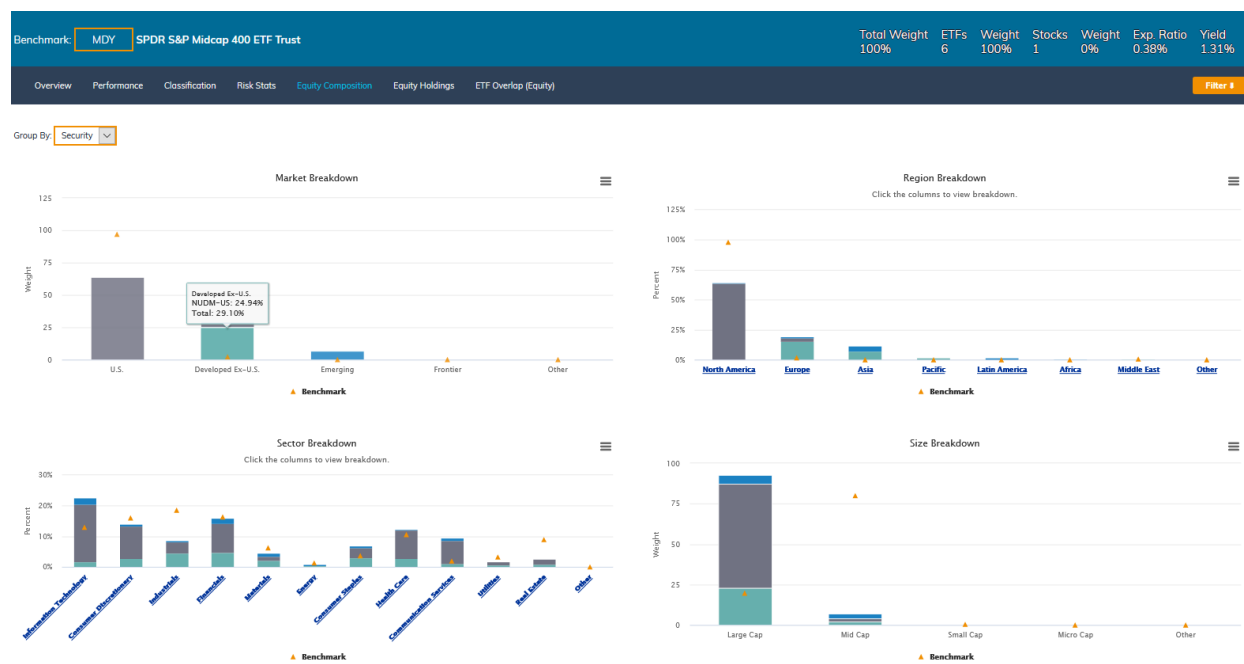 Benchmark: MDY SPDR S&P Midcap 400 ETF Trust
Total Weight ETFs Weight Stocks Weight Exp. Ratio Yield
100% 6 100% 1 0% 0.38% 1.31%
Overview Performance Classification Risk Stats Equity Composition Equity Holdings ETF Overlap (Equity) Filter
Group By: Security
Market Breakdown
125
100
75
50
25
0
Weight
Developed Ex-U.S.
NUDM-US: 24.94%
Total: 29.10%
U.S. Developed Ex-U.S. Emerging Frontier Other
Benchmark
Region Breakdown
Click the columns to view breakdown.
125%
100%
75%
50%
25%
0%
Percent
North America Europe Asia Pacific Latin America Africa Middle East Other
Benchmark
Sector Breakdown
Click the columns to view breakdown.
30%
20%
10%
0%
Percent
Information Technology Consumer Discretionary Industrials Financials Materials Energy Consumer Staples Health Care Communication Services Utilities Real Estate Other
Benchmark
Size Breakdown
100
75
50
25
0
Weight
Large Cap Mid Cap Small Cap Micro Cap Other
Benchmark